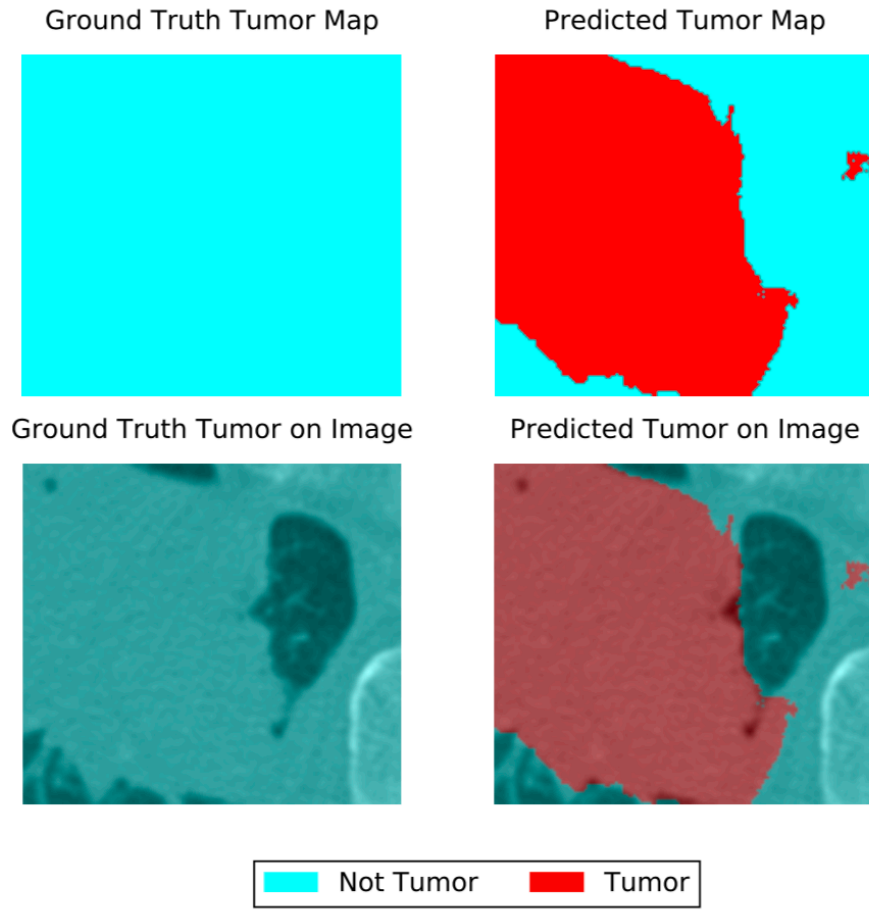 Ground Truth Tumor Map
Predicted Tumor Map
Ground Truth Tumor on Image
Predicted Tumor on Image
Not Tumor
Tumor